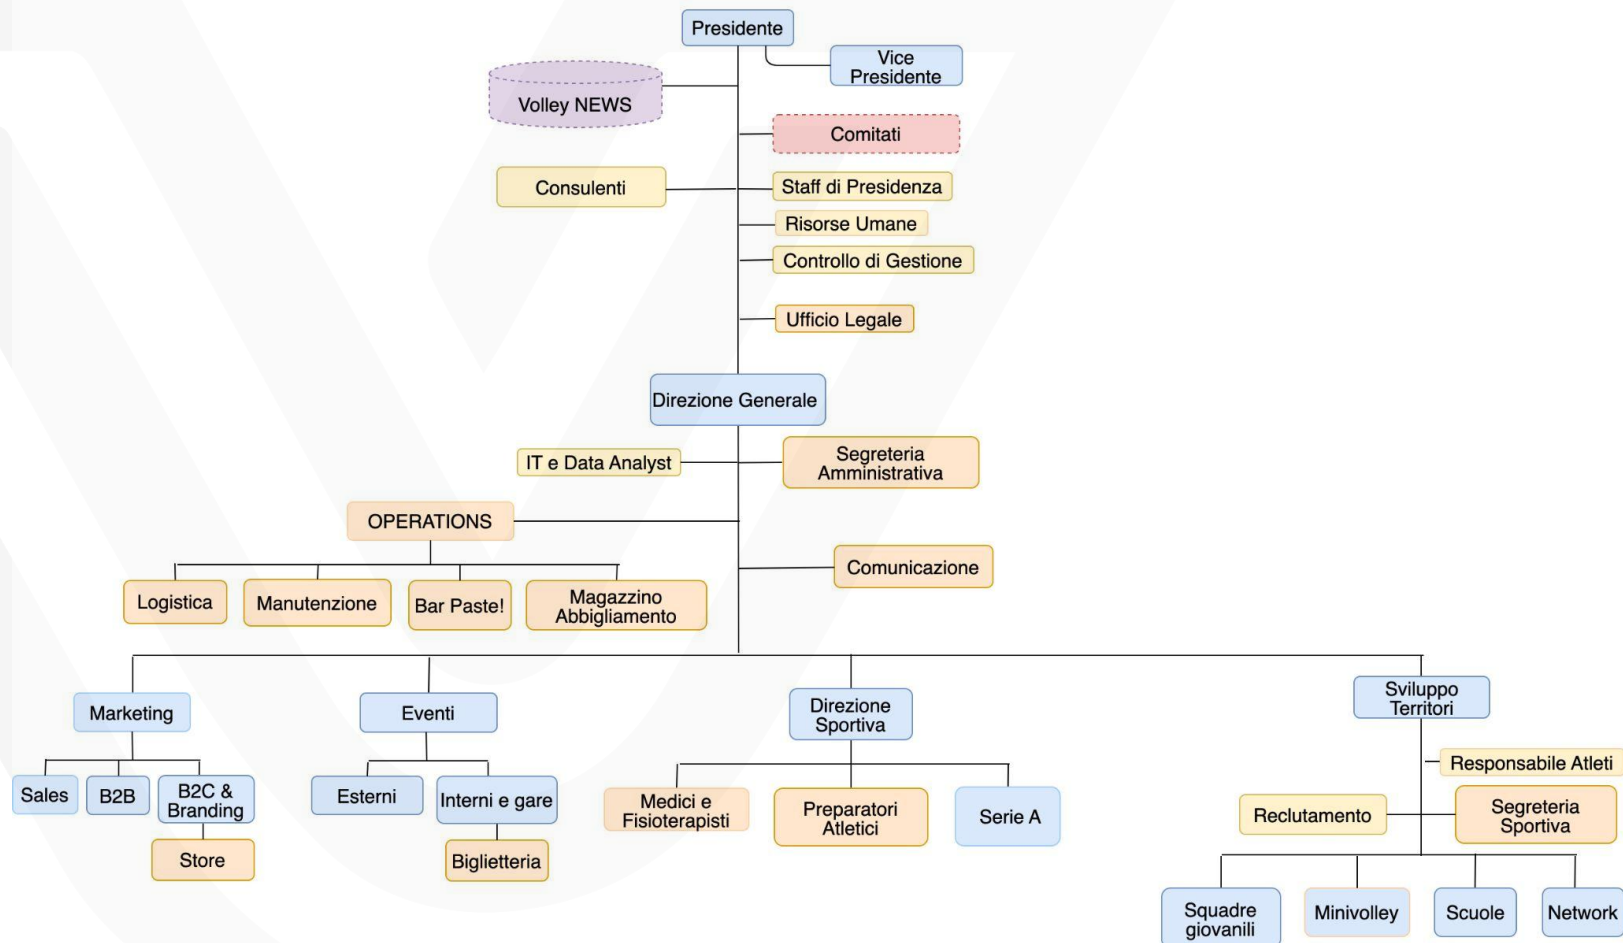 Presidente
Vice
Presidente
Volley NEWS
Comitati
Consulenti
Staff di Presidenza
Risorse Umane
Controllo di Gestione
Ufficio Legale
Direzione Generale
IT e Data Analyst
Segreteria
Amministrativa
OPERATIONS
Comunicazione
Logistica
Manutenzione
Bar Paste!
Magazzino
Abbigliamento
Marketing
Eventi
Direzione
Sportiva
Sviluppo
Territori
Sales
B2B
B2C &
Branding
Store
Esterni
Interni e gare
Biglietteria
Medici e
Fisioterapisti
Preparatori
Atletici
Serie A
Responsabile Atleti
Reclutamento
Segreteria
Sportiva
Squadre
giovanili
Minivolley
Scuole
Network